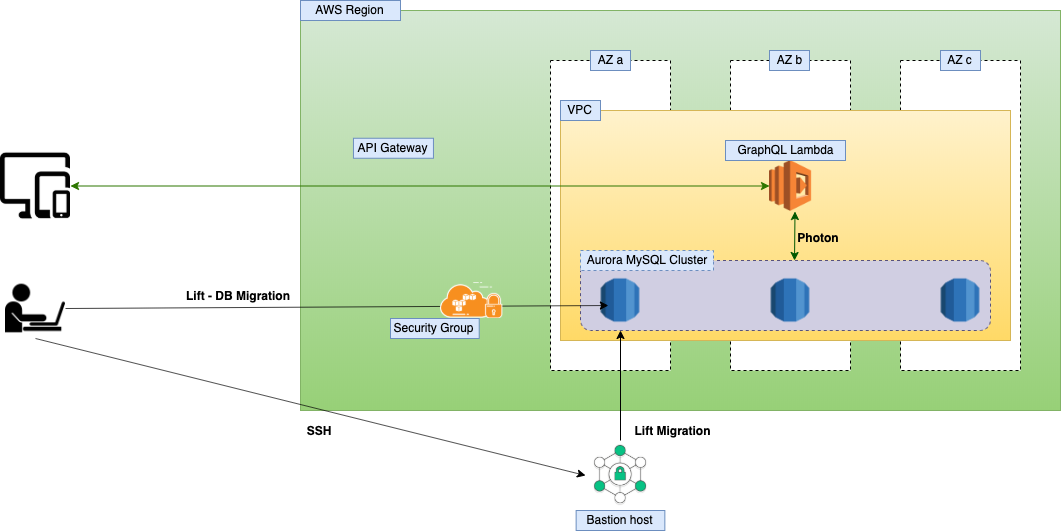 AWS Region
AZ a
AZ b
AZ c
VPC
API Gateway
GraphQL Lambda
Photon
Aurora MySQL Cluster
Lift - DB Migration
Security Group
SSH
Lift Migration
Bastion host